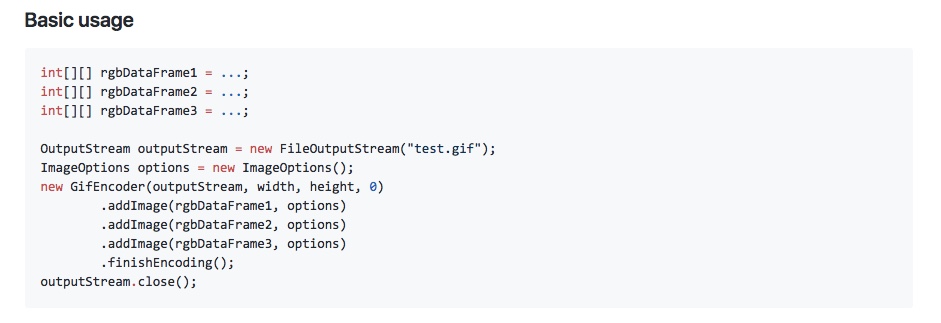 Basic usage
int[][] rgbDataFrame1 = ...;
int[][] rgbDataFrame2 = ...;
int[][] rgbDataFrame3 = ...;
OutputStream outputStream = new FileOutputStream("test.gif");
ImageOptions options = new ImageOptions();
new GifEncoder(outputStream, width, height, 0)
        .addImage(rgbDataFrame1, options)
        .addImage(rgbDataFrame2, options)
        .addImage(rgbDataFrame3, options)
        .finishEncoding();
outputStream.close();